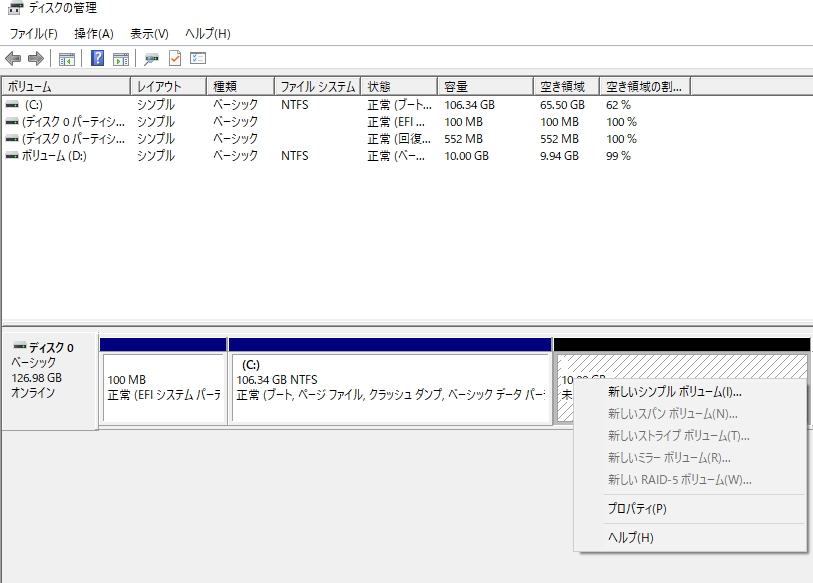 ディスクの管理
ファイル(F) 操作(A) 表示(V) ヘルプ(H)
ボリューム レイアウト 種類 ファイル システム 状態 容量 空き領域 空き領域の割...
(C:) シンプル ベーシック NTFS 正常 (ブート... 106.34 GB 65.50 GB 62 %
(ディスク 0 パーティシ... シンプル ベーシック 正常 (EFI ... 100 MB 100 MB 100 %
(ディスク 0 パーティシ... シンプル ベーシック 正常 (回復... 552 MB 552 MB 100 %
ボリューム (D:) シンプル ベーシック NTFS 正常 (ベー... 10.00 GB 9.94 GB 99 %
ディスク 0
ベーシック
126.98 GB
オンライン
100 MB
正常 (EFI システム パーテ
(C:)
106.34 GB NTFS
正常 (ブート, ページ ファイル, クラッシュ ダンプ, ベーシック データ パー
未
新しいシンプル ボリューム(I)...
新しいスパン ボリューム(N)...
新しいストライプ ボリューム(T)...
新しいミラー ボリューム(R)...
新しい RAID-5 ボリューム(W)...
プロパティ(P)
ヘルプ(H)